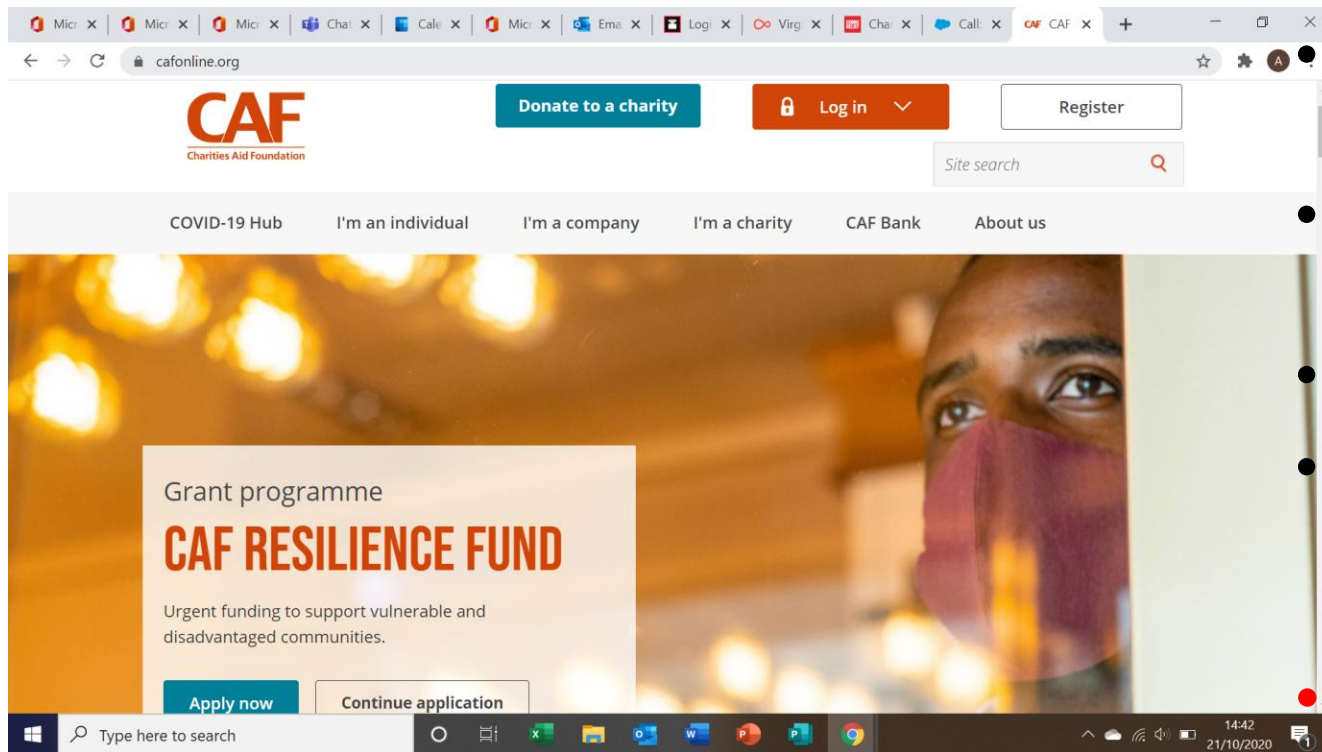 Micr Micr Micr Chat Cale Micr Ema Logi Virg Char Call: CAF CAF
cafonline.org A
CAF
Charities Aid Foundation
Donate to a charity
Log in
Register
Site search
COVID-19 Hub I'm an individual I'm a company I'm a charity CAF Bank About us
Grant programme
CAF RESILIENCE FUND
Urgent funding to support vulnerable and
disadvantaged communities.
Apply now Continue application
Type here to search
14:42
21/10/2020
1